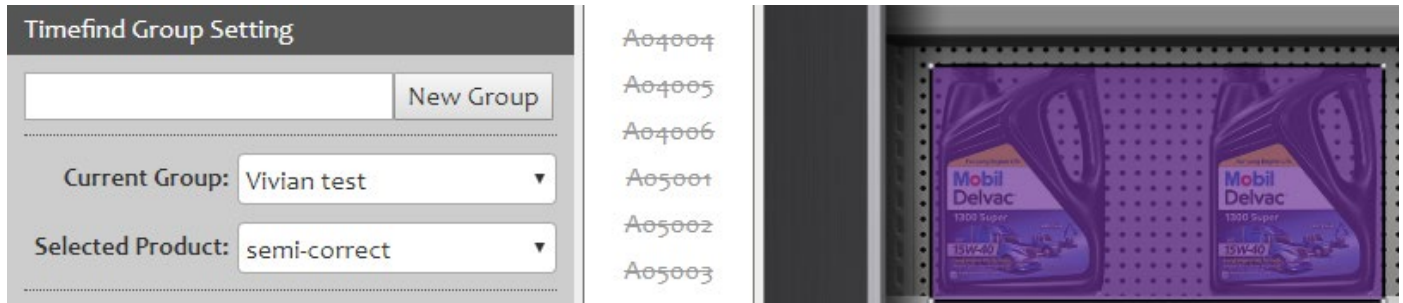 Timefind Group Setting
New Group
Current Group: Vivian test
Selected Product: semi-correct
A04004
A04005
A04006
A05001
A05002
A05003
Mobil
Delvac
1300 Super
15W-40
Mobil
Delvac
1300 Super
15W-40